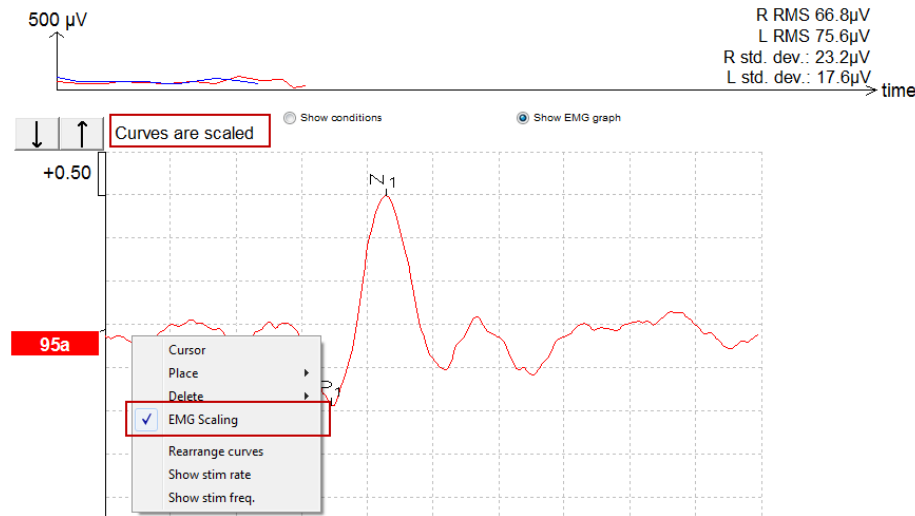 500 µV
R RMS 66.8µV
L RMS 75.6µV
R std. dev.: 23.2µV
L std. dev.: 17.6µV
time
Curves are scaled
Show conditions
Show EMG graph
+0.50
N1
95a
Cursor
Place
Delete
EMG Scaling
Rearrange curves
Show stim rate
Show stim freq.